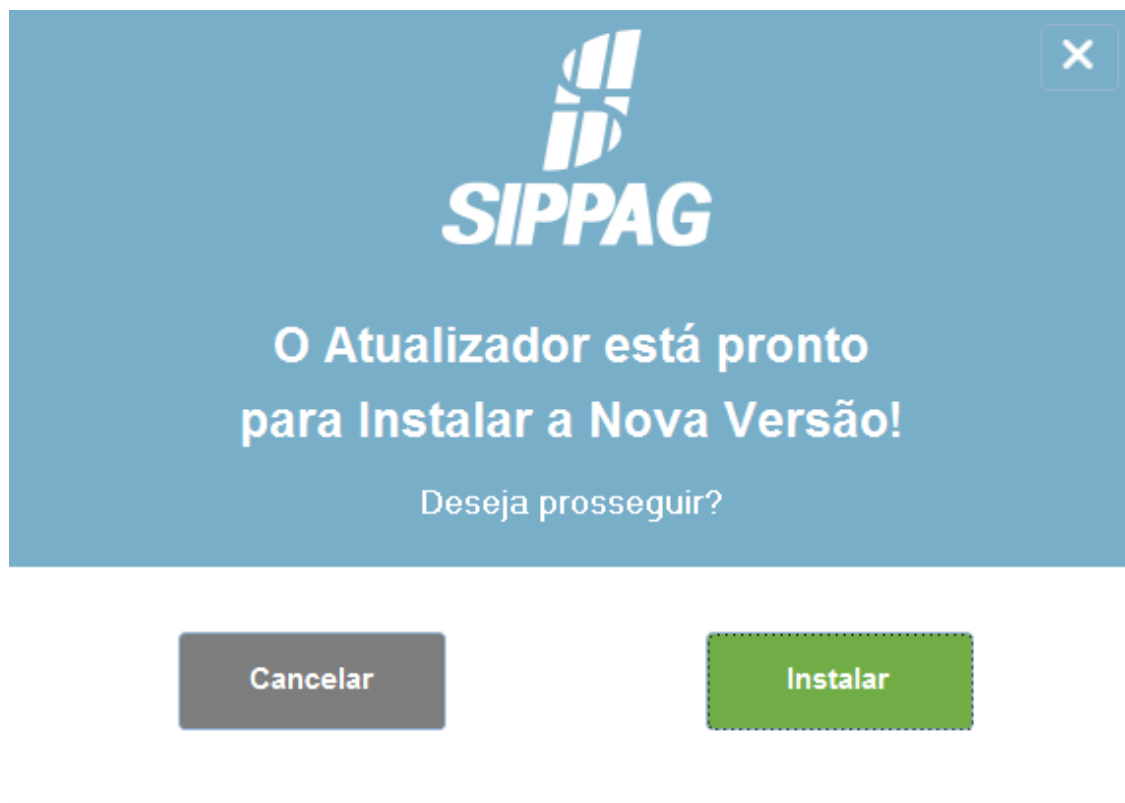 SIPPAG
O Atualizador está pronto
para Instalar a Nova Versão!
Deseja prosseguir?
Cancelar
Instalar